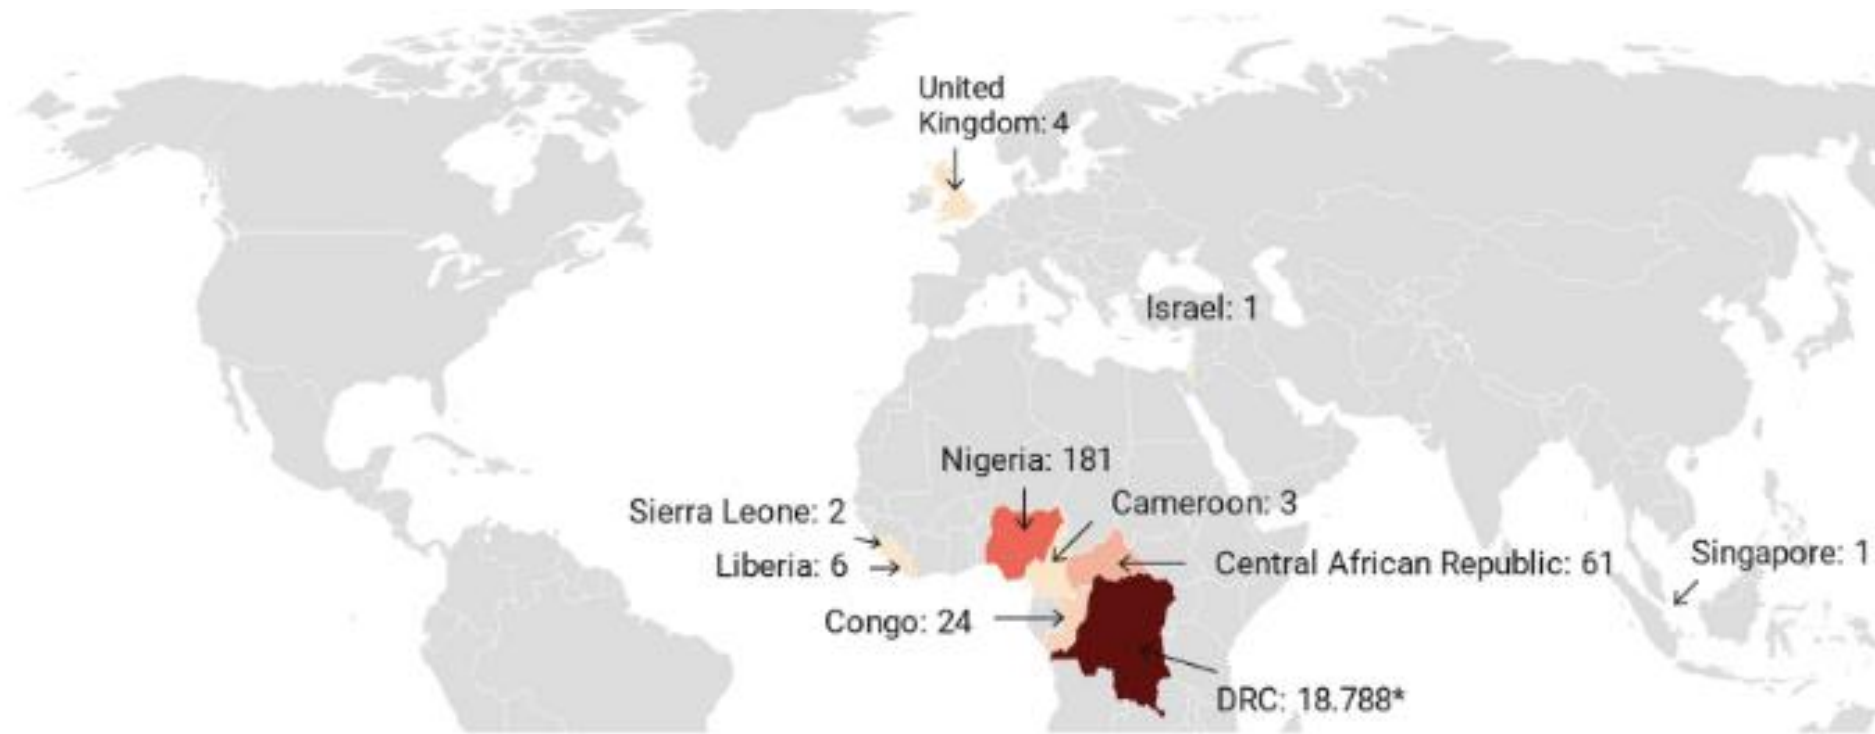 United
Kingdom: 4
Israel: 1
Nigeria: 181
Cameroon: 3
Sierra Leone: 2
Singapore: 1
Liberia: 6
Central African Republic: 61
Congo: 24
DRC: 18.788*